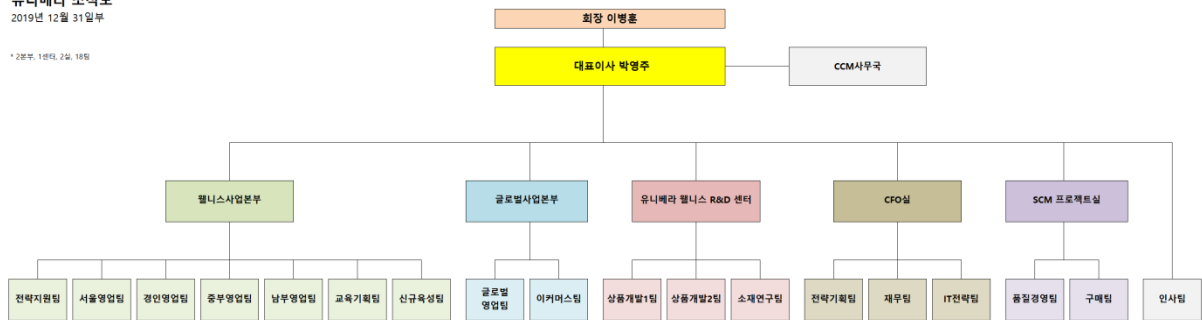 유니베라 조직도
2019년 12월 31일부
* 2본부, 1센터, 2실, 18팀
회장 이병훈
대표이사 박영주
CCM사무국
웰니스사업본부
글로벌사업본부
유니베라 웰니스 R&D 센터
CFO실
SCM 프로젝트실
전략지원팀
서울영업팀
경인영업팀
중부영업팀
남부영업팀
교육기획팀
신규육성팀
글로벌
영업팀
이커머스팀
상품개발1팀
상품개발2팀
소재연구팀
전략기획팀
재무팀
IT전략팀
품질경영팀
구매팀
인사팀